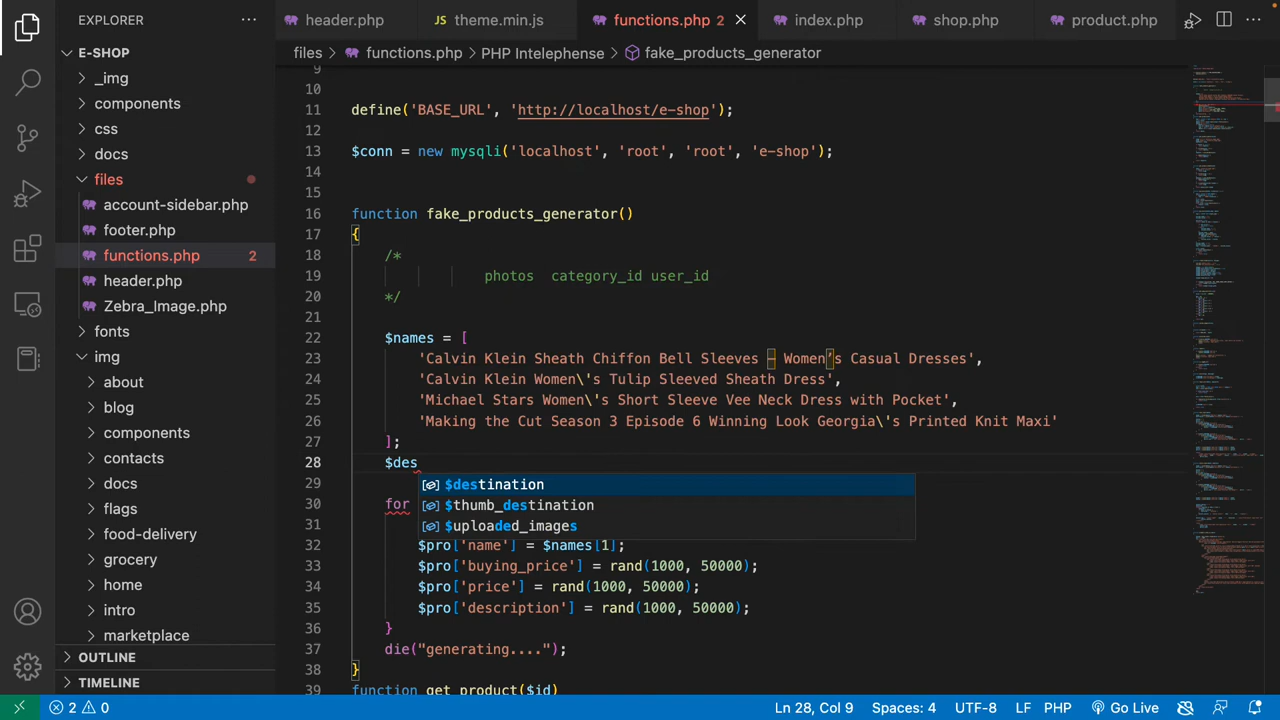 EXPLORER
header.php
theme.min.js
functions.php 2
index.php
shop.php
product.php
E-SHOP
files
functions.php
PHP Intelephense
fake_products_generator
_img
components
css
docs
files
account-sidebar.php
footer.php
functions.php 2
header.php
Zebra_Image.php
fonts
img
about
blog
components
contacts
docs
flags
food-delivery
grocery
home
intro
marketplace
OUTLINE
TIMELINE
9
10
11 define('BASE_URL', 'http://localhost/e-shop');
12
13 $conn = new mysqli('localhost', 'root', 'root', 'e-shop');
14
15
16 function fake_products_generator()
17 {
18 /*
19 photos category_id user_id
20 */
21
22 $names = [
23 'Calvin Klein Sheath Chiffon Bell Sleeves – Women’s Casual Dresses',
24 'Calvin Klein Women\'s Tulip Sleeved Sheath Dress',
25 'Michael Kors Women\'s Short Sleeve Vee Neck Dress with Pocket',
26 'Making the Cut Season 3 Episode 6 Winning Look Georgia\'s Printed Knit Maxi'
27 ];
28 $des
$destintion
29
$thumb_destination
30 for
$uploaded_images
31
32 $pro['name'] = $names[1];
33 $pro['buyimgprice'] = rand(1000, 50000);
34 $pro['price'] = rand(1000, 50000);
35 $pro['description'] = rand(1000, 50000);
36 }
37 die("generating....");
38 }
39 function get_product($id)
2 0
Ln 28, Col 9
Spaces: 4
UTF-8
LF
PHP
Go Live